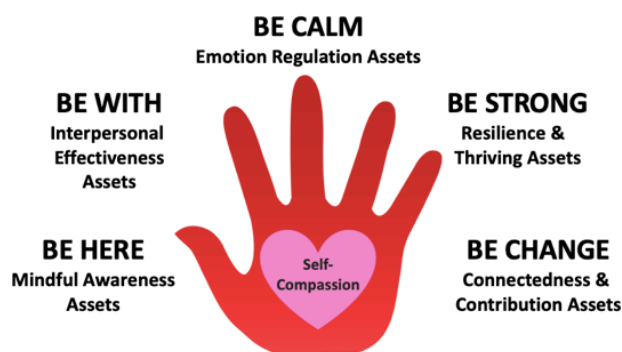 BE CALM
Emotion Regulation Assets
BE WITH
Interpersonal
Effectiveness
Assets
BE STRONG
Resilience &
Thriving Assets
BE HERE
Mindful Awareness
Assets
Self-
Compassion
BE CHANGE
Connectedness &
Contribution Assets